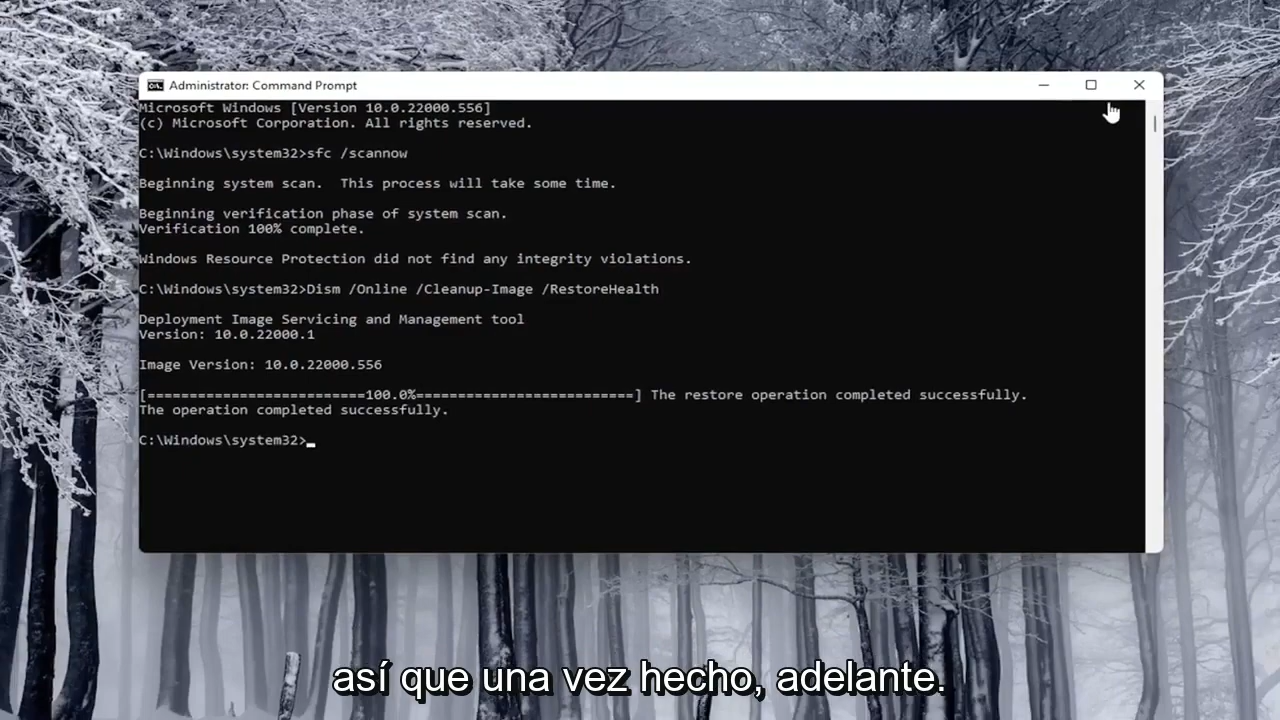 Administrator: Command Prompt
Microsoft Windows [Version 10.0.22000.556]
(c) Microsoft Corporation. All rights reserved.
C:\Windows\system32>sfc /scannow
Beginning system scan.  This process will take some time.
Beginning verification phase of system scan.
Verification 100% complete.
Windows Resource Protection did not find any integrity violations.
C:\Windows\system32>Dism /Online /Cleanup-Image /RestoreHealth
Deployment Image Servicing and Management tool
Version: 10.0.22000.1
Image Version: 10.0.22000.556
[==========================100.0%==========================] The restore operation completed successfully.
The operation completed successfully.
C:\Windows\system32>_
así que una vez hecho, adelante.